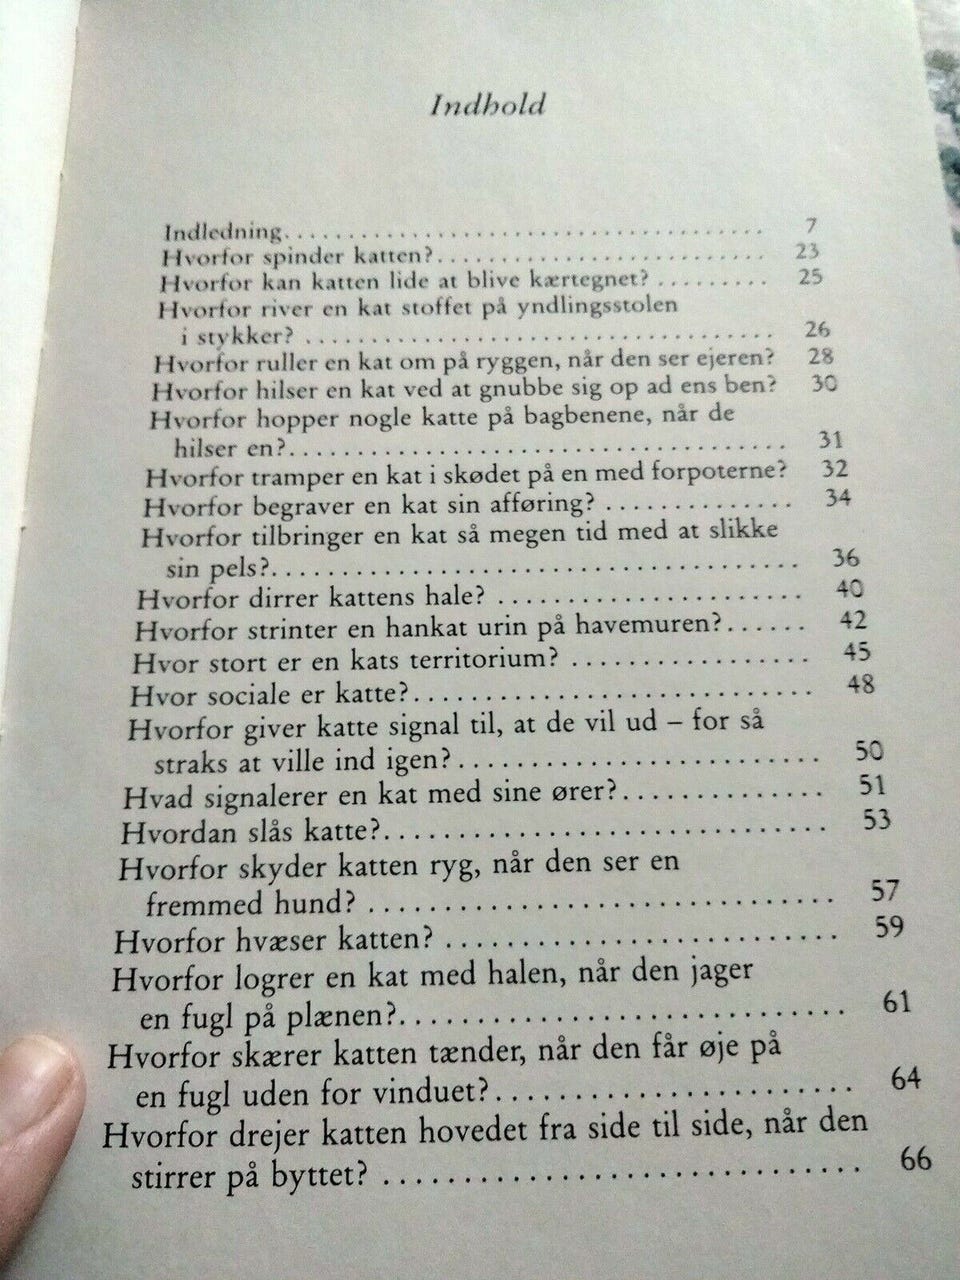 Indhold
Indledning....................................... 7
Hvorfor spinder katten?.......................... 23
Hvorfor kan katten lide at blive kærtegnet? ......... 25
Hvorfor river en kat stoffet på yndlingsstolen
i stykker? ..................................... 26
Hvorfor ruller en kat om på ryggen, når den ser ejeren? 28
Hvorfor hilser en kat ved at gnubbe sig op ad ens ben? 30
Hvorfor hopper nogle katte på bagbenene, når de
hilser en?...................................... 31
Hvorfor tramper en kat i skødet på en med forpoterne? 32
Hvorfor begraver en kat sin afføring? .............. 34
Hvorfor tilbringer en kat så megen tid med at slikke
sin pels?...................................... 36
Hvorfor dirrer kattens hale? ...................... 40
Hvorfor strinter en hankat urin på havemuren?...... 42
Hvor stort er en kats territorium? ................. 45
Hvor sociale er katte?............................ 48
Hvorfor giver katte signal til, at de vil ud – for så
straks at ville ind igen?.......................... 50
Hvad signalerer en kat med sine ører?.............. 51
Hvordan slås katte?............................... 53
Hvorfor skyder katten ryg, når den ser en
fremmed hund? ................................ 57
Hvorfor hvæser katten? .......................... 59
Hvorfor logrer en kat med halen, når den jager
en fugl på plænen?.............................. 61
Hvorfor skærer katten tænder, når den får øje på
en fugl uden for vinduet?........................ 64
Hvorfor drejer katten hovedet fra side til side, når den
stirrer på byttet? ............................... 66